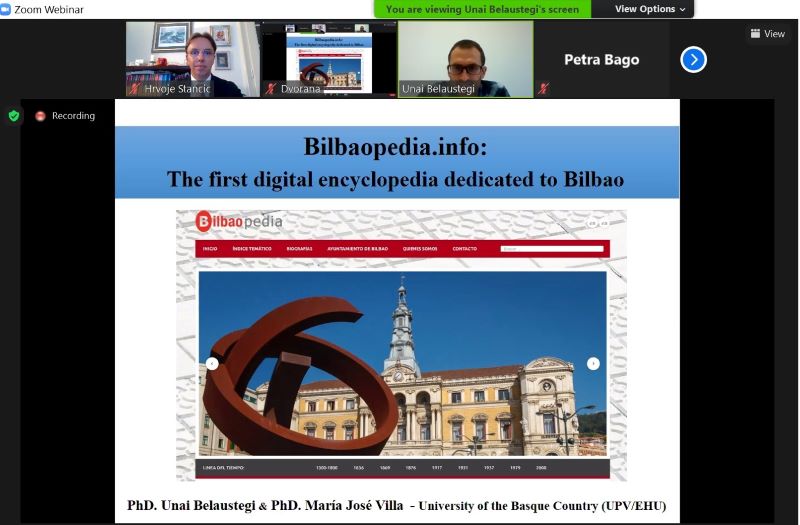 Zoom Webinar
You are viewing Unai Belaustegi's screen
View Options
View
Hrvoje Stancic
Dvorana
Unai Belaustegi
Petra Bago
Recording
Bilbaopedia.info:
The first digital encyclopedia dedicated to Bilbao
Bilbaopedia
INICIO ÍNDICE TEMÁTICO BIOGRAFÍAS AYUNTAMIENTO DE BILBAO QUIENES SOMOS CONTACTO
LINEA DEL TIEMPO: 1300-1800 1836 1869 1876 1917 1931 1937 1979 2000
PhD. Unai Belaustegi & PhD. María José Villa - University of the Basque Country (UPV/EHU)